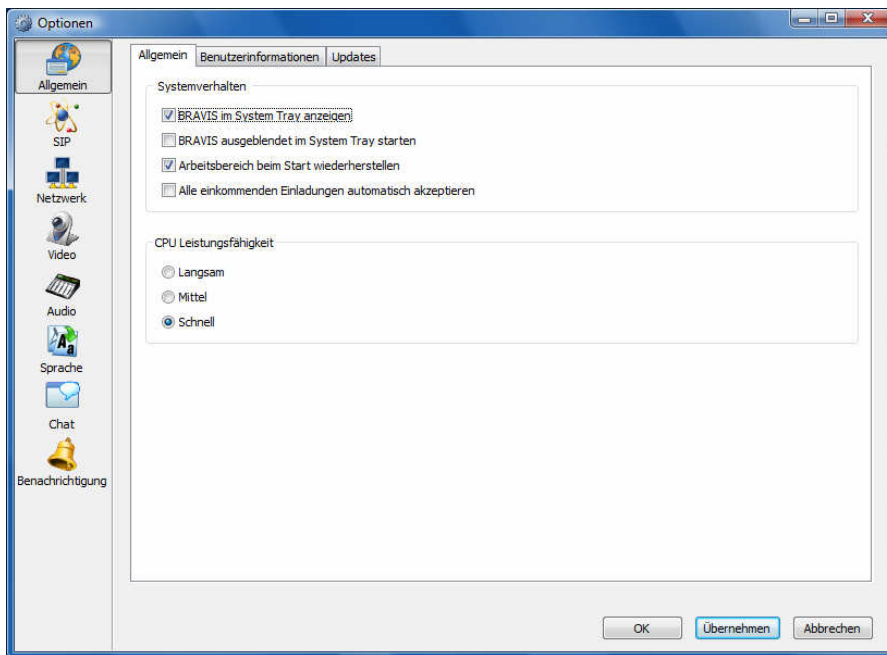 Optionen
Allgemein
SIP
Netzwerk
Video
Audio
Sprache
Chat
Benachrichtigung
Allgemein Benutzerinformationen Updates
Systemverhalten
BRAVIS im System Tray anzeigen
BRAVIS ausgeblendet im System Tray starten
Arbeitsbereich beim Start wiederherstellen
Alle einkommenden Einladungen automatisch akzeptieren
CPU Leistungsfähigkeit
Langsam
Mittel
Schnell
OK Übernehmen Abbrechen